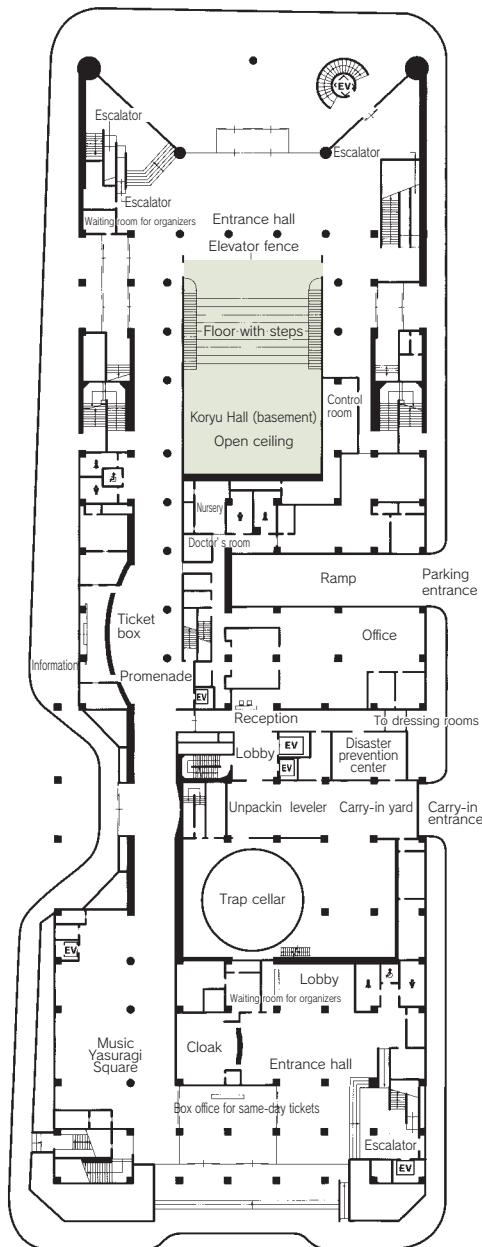 EV
Escalator
Escalator
Escalator
Waiting room for organizers
Entrance hall
Elevator fence
Floor with steps
Control
room
Koryu Hall (basement)
Open ceiling
Nursery
Doctor's room
Ramp
Parking
entrance
Ticket
box
Office
Information
Promenade
EV
Reception
To dressing rooms
Lobby
EV
EV
Disaster
prevention
center
Unpackin leveler
Carry-in yard
Carry-in
entrance
Trap cellar
EV
Lobby
Waiting room for organizers
Music
Yasuragi
Square
Cloak
Entrance hall
Box office for same-day tickets
Escalator
EV